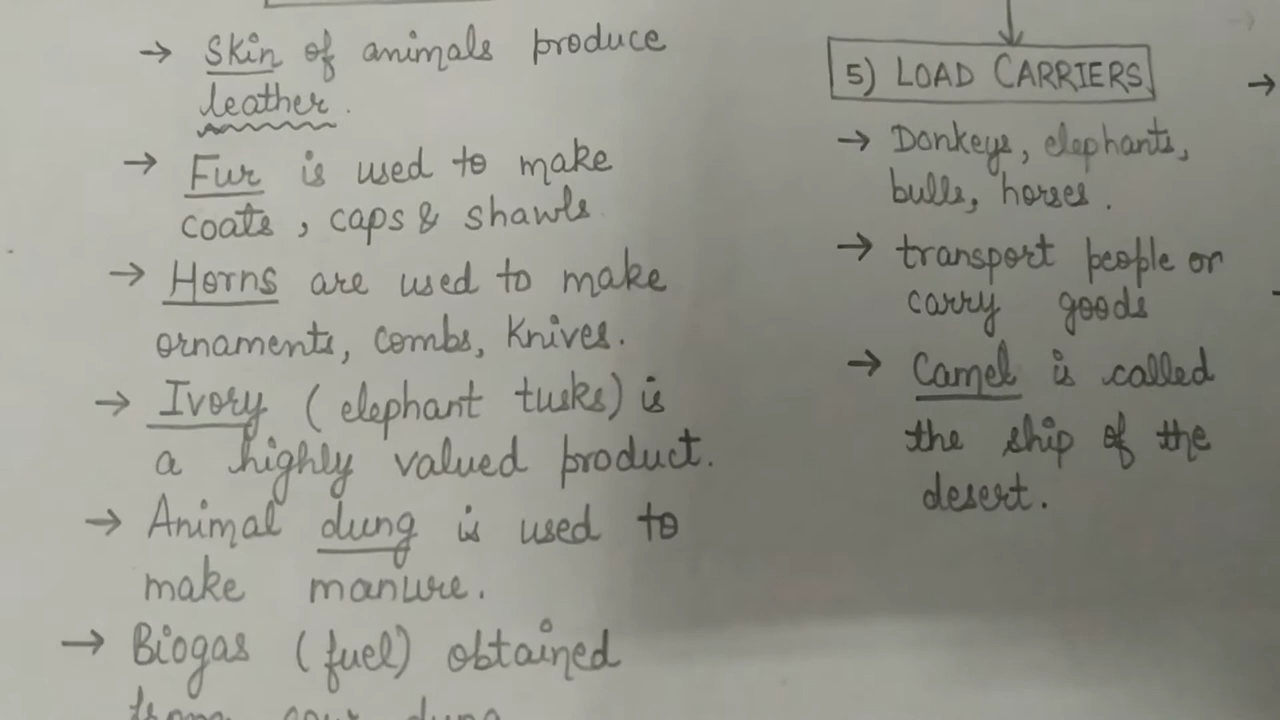 → Skin of animals produce
leather.
→ Fur is used to make
coats, caps & shawls
→ Horns are used to make
ornaments, combs, knives.
→ Ivory (elephant tusks) is
a highly valued product.
→ Animal dung is used to
make manure.
→ Biogas (fuel) obtained
from cow dung
5) LOAD CARRIERS
→ Donkeys, elephants,
bulls, horses.
→ transport people or
carry goods
→ Camel is called
the ship of the
desert.